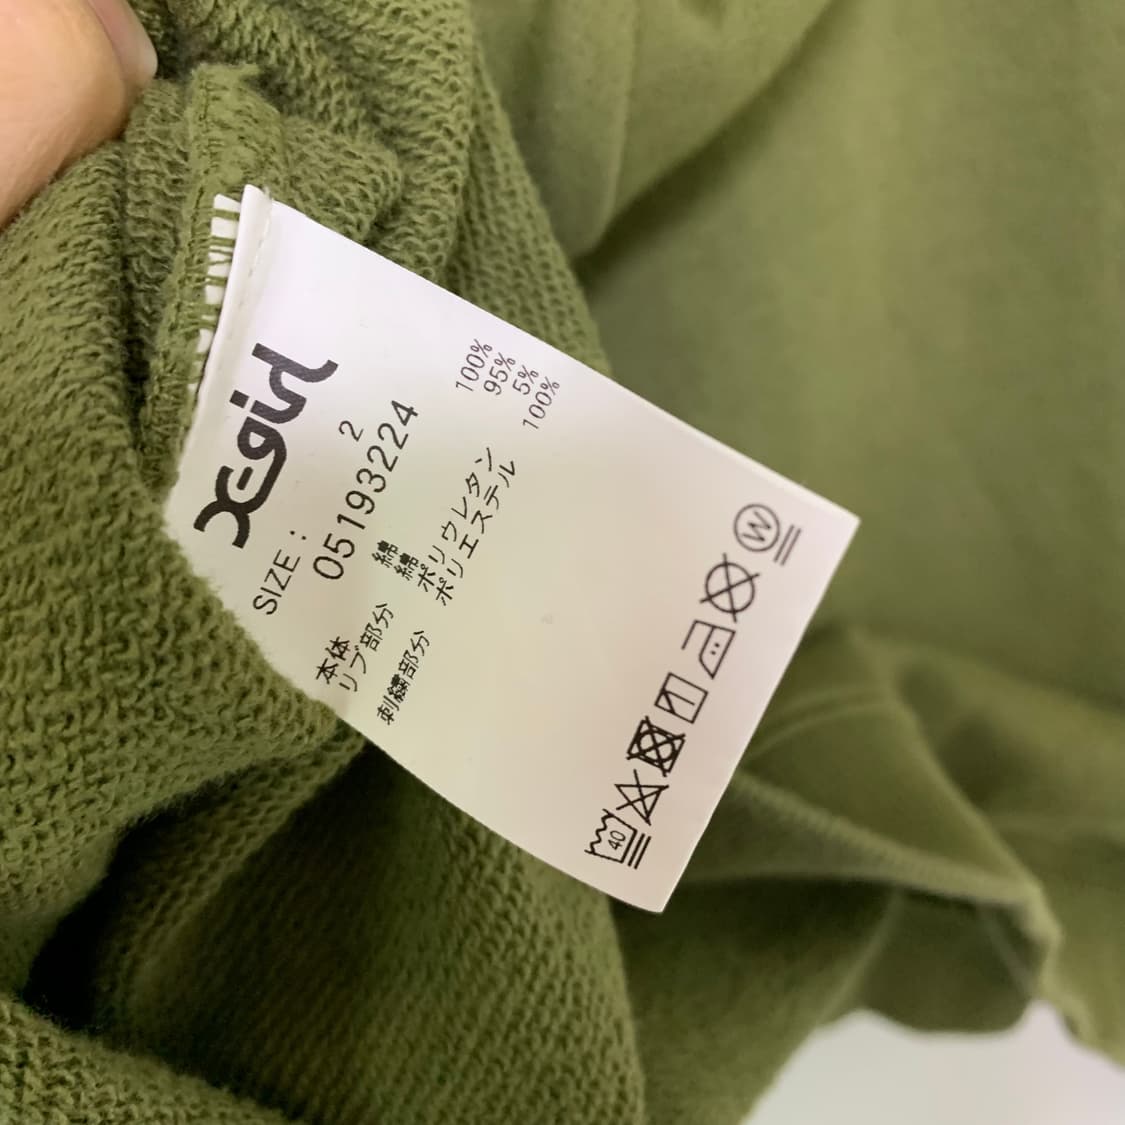 X-girl
SIZE: 2
05193224
本体 綿 100%
リブ部分 綿 95%
ポリウレタン 5%
刺繍部分 ポリエステル 100%
40
W